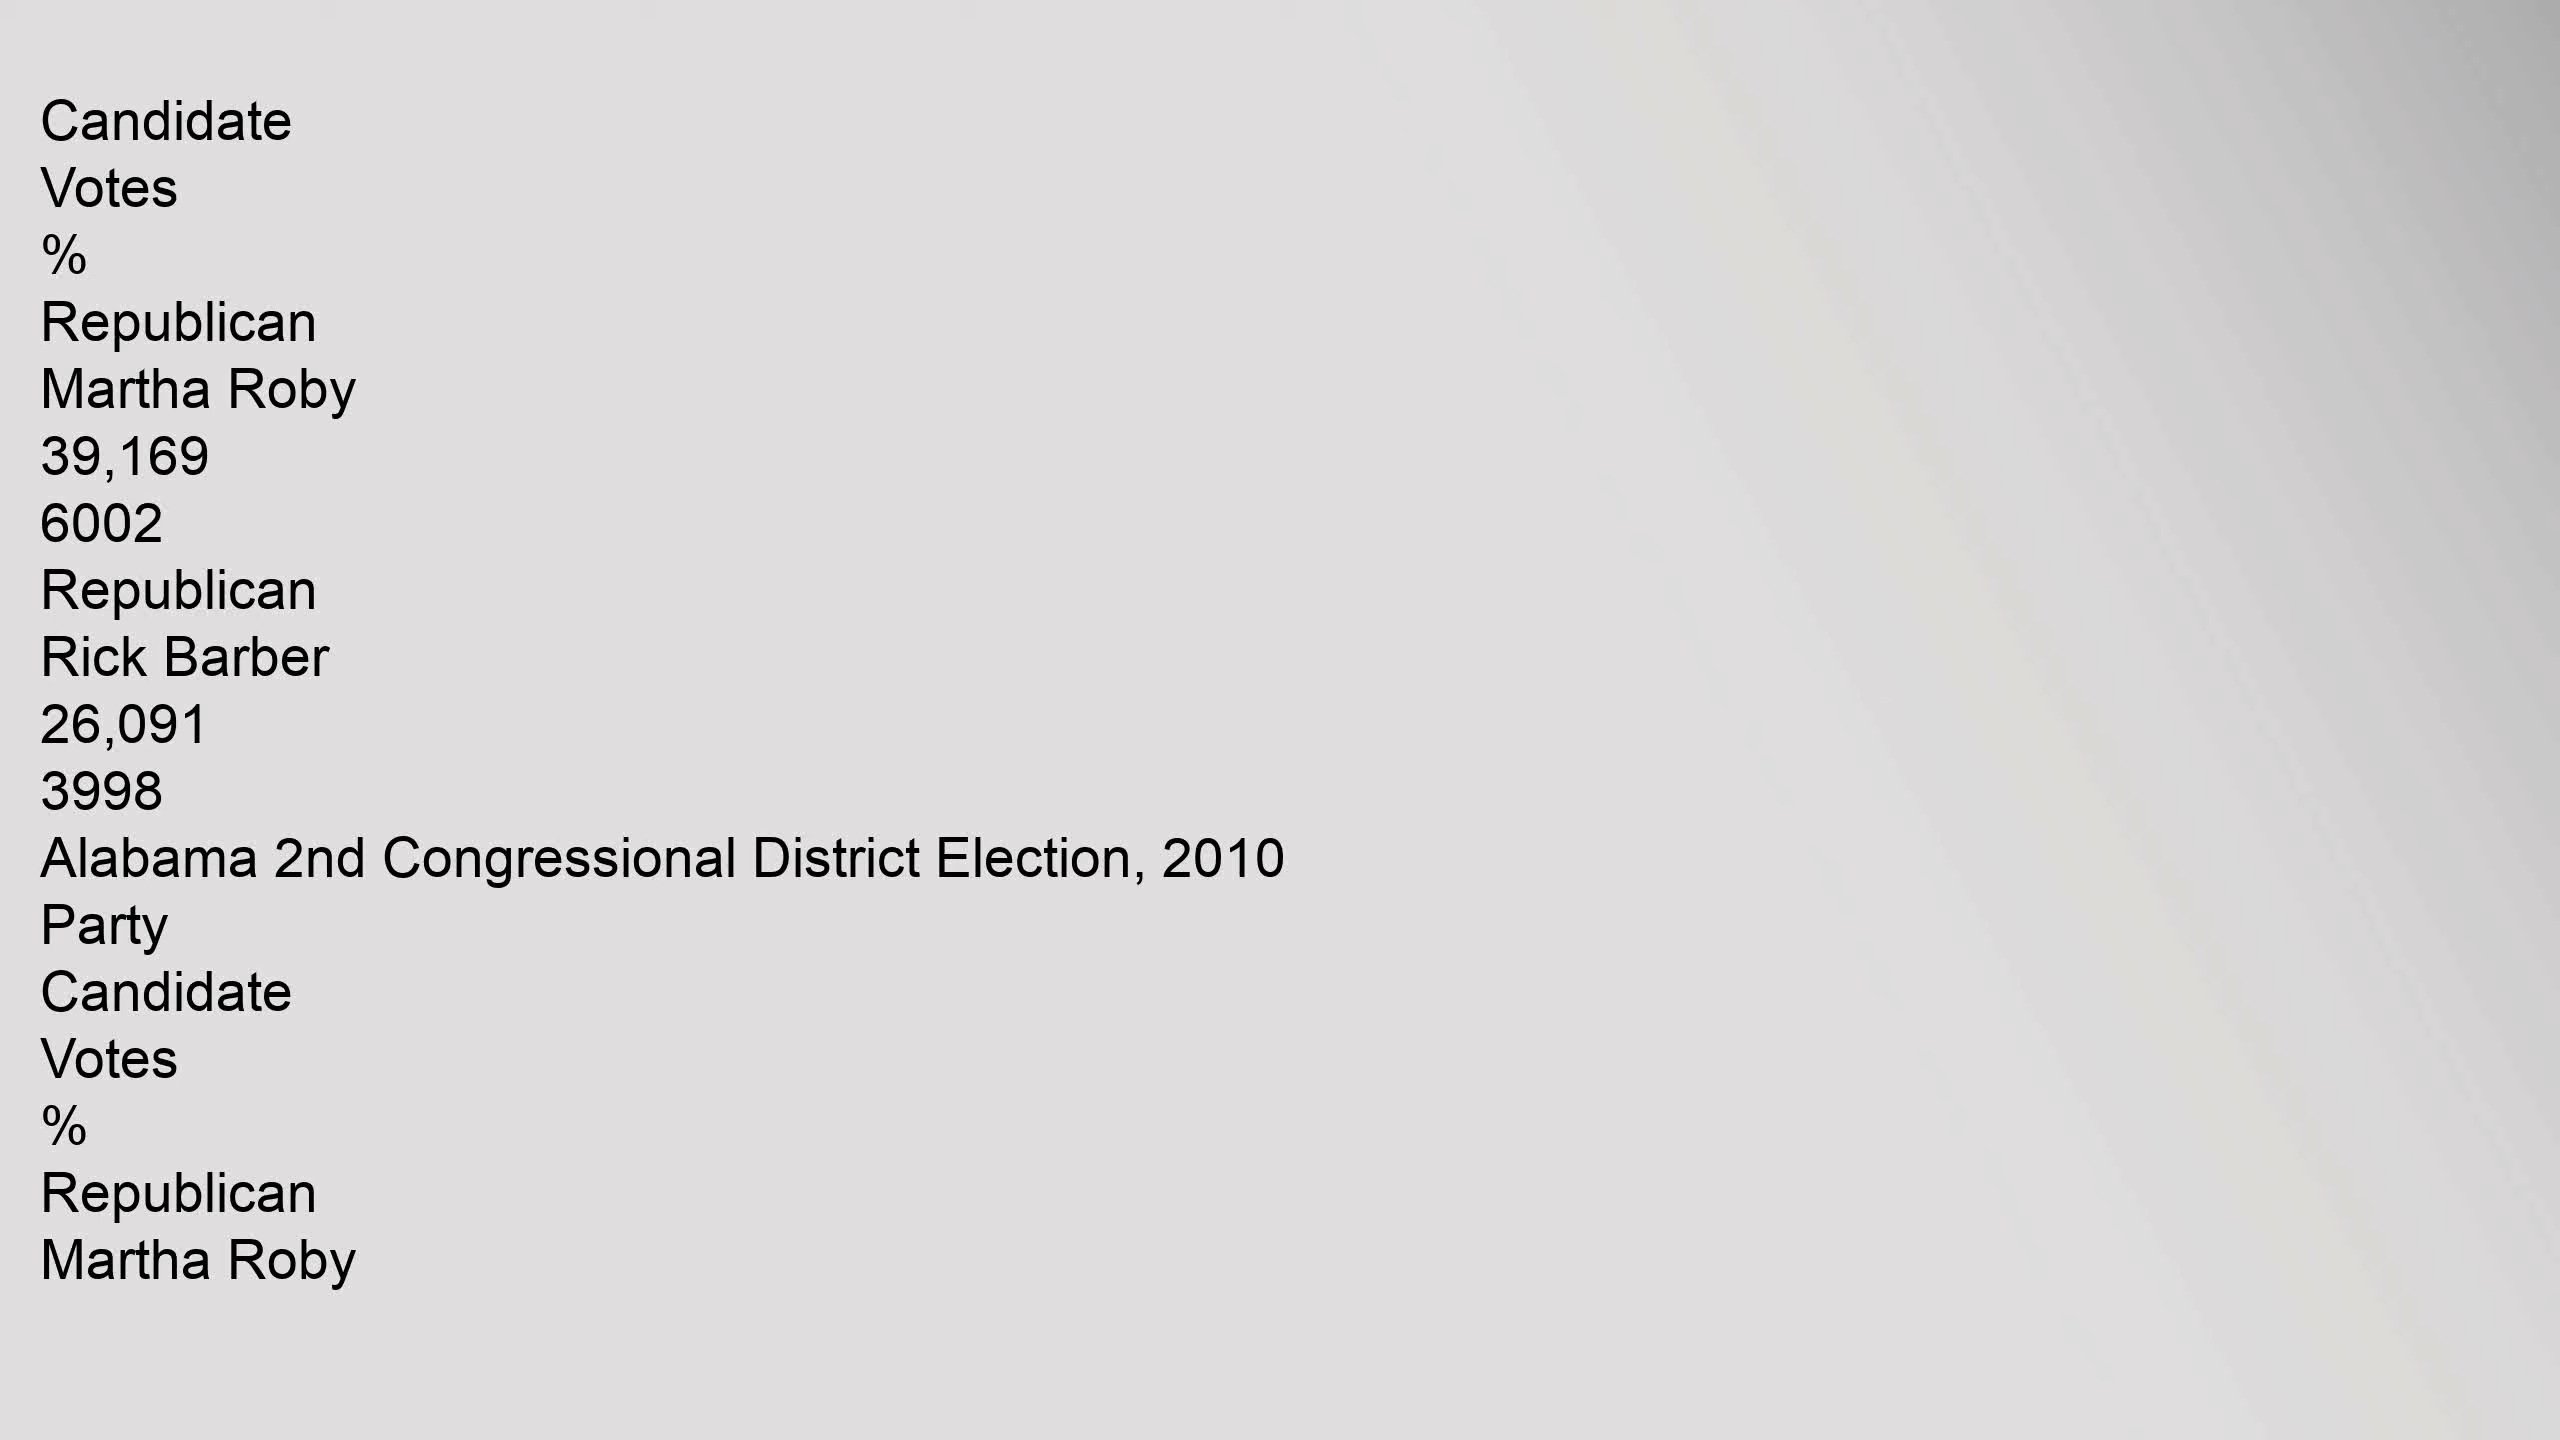 Candidate
Votes
%
Republican
Martha Roby
39,169
6002
Republican
Rick Barber
26,091
3998
Alabama 2nd Congressional District Election, 2010
Party
Candidate
Votes
%
Republican
Martha Roby